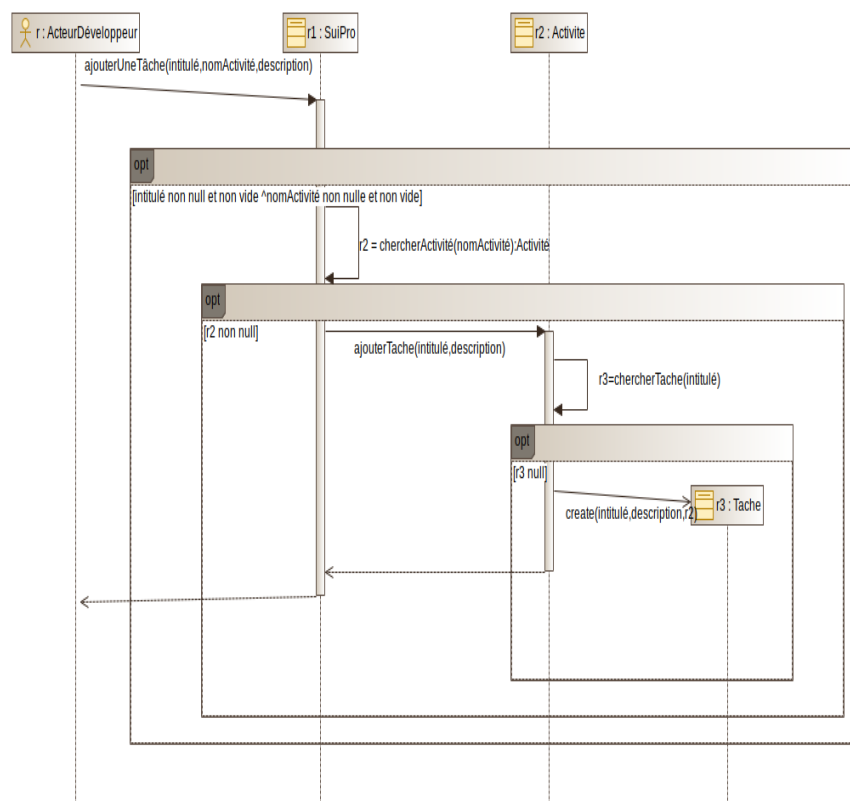 r : ActeurDéveloppeur
r1 : SuiPro
r2 : Activite
ajouterUneTâche(intitulé,nomActivité,description)
opt
[intitulé non null et non vide ^nomActivité non nulle et non vide]
r2 = chercherActivité(nomActivité):Activité
opt
[r2 non null]
ajouterTache(intitulé,description)
r3=chercherTache(intitulé)
opt
[r3 null]
r3 : Tache
create(intitulé,description,r2)